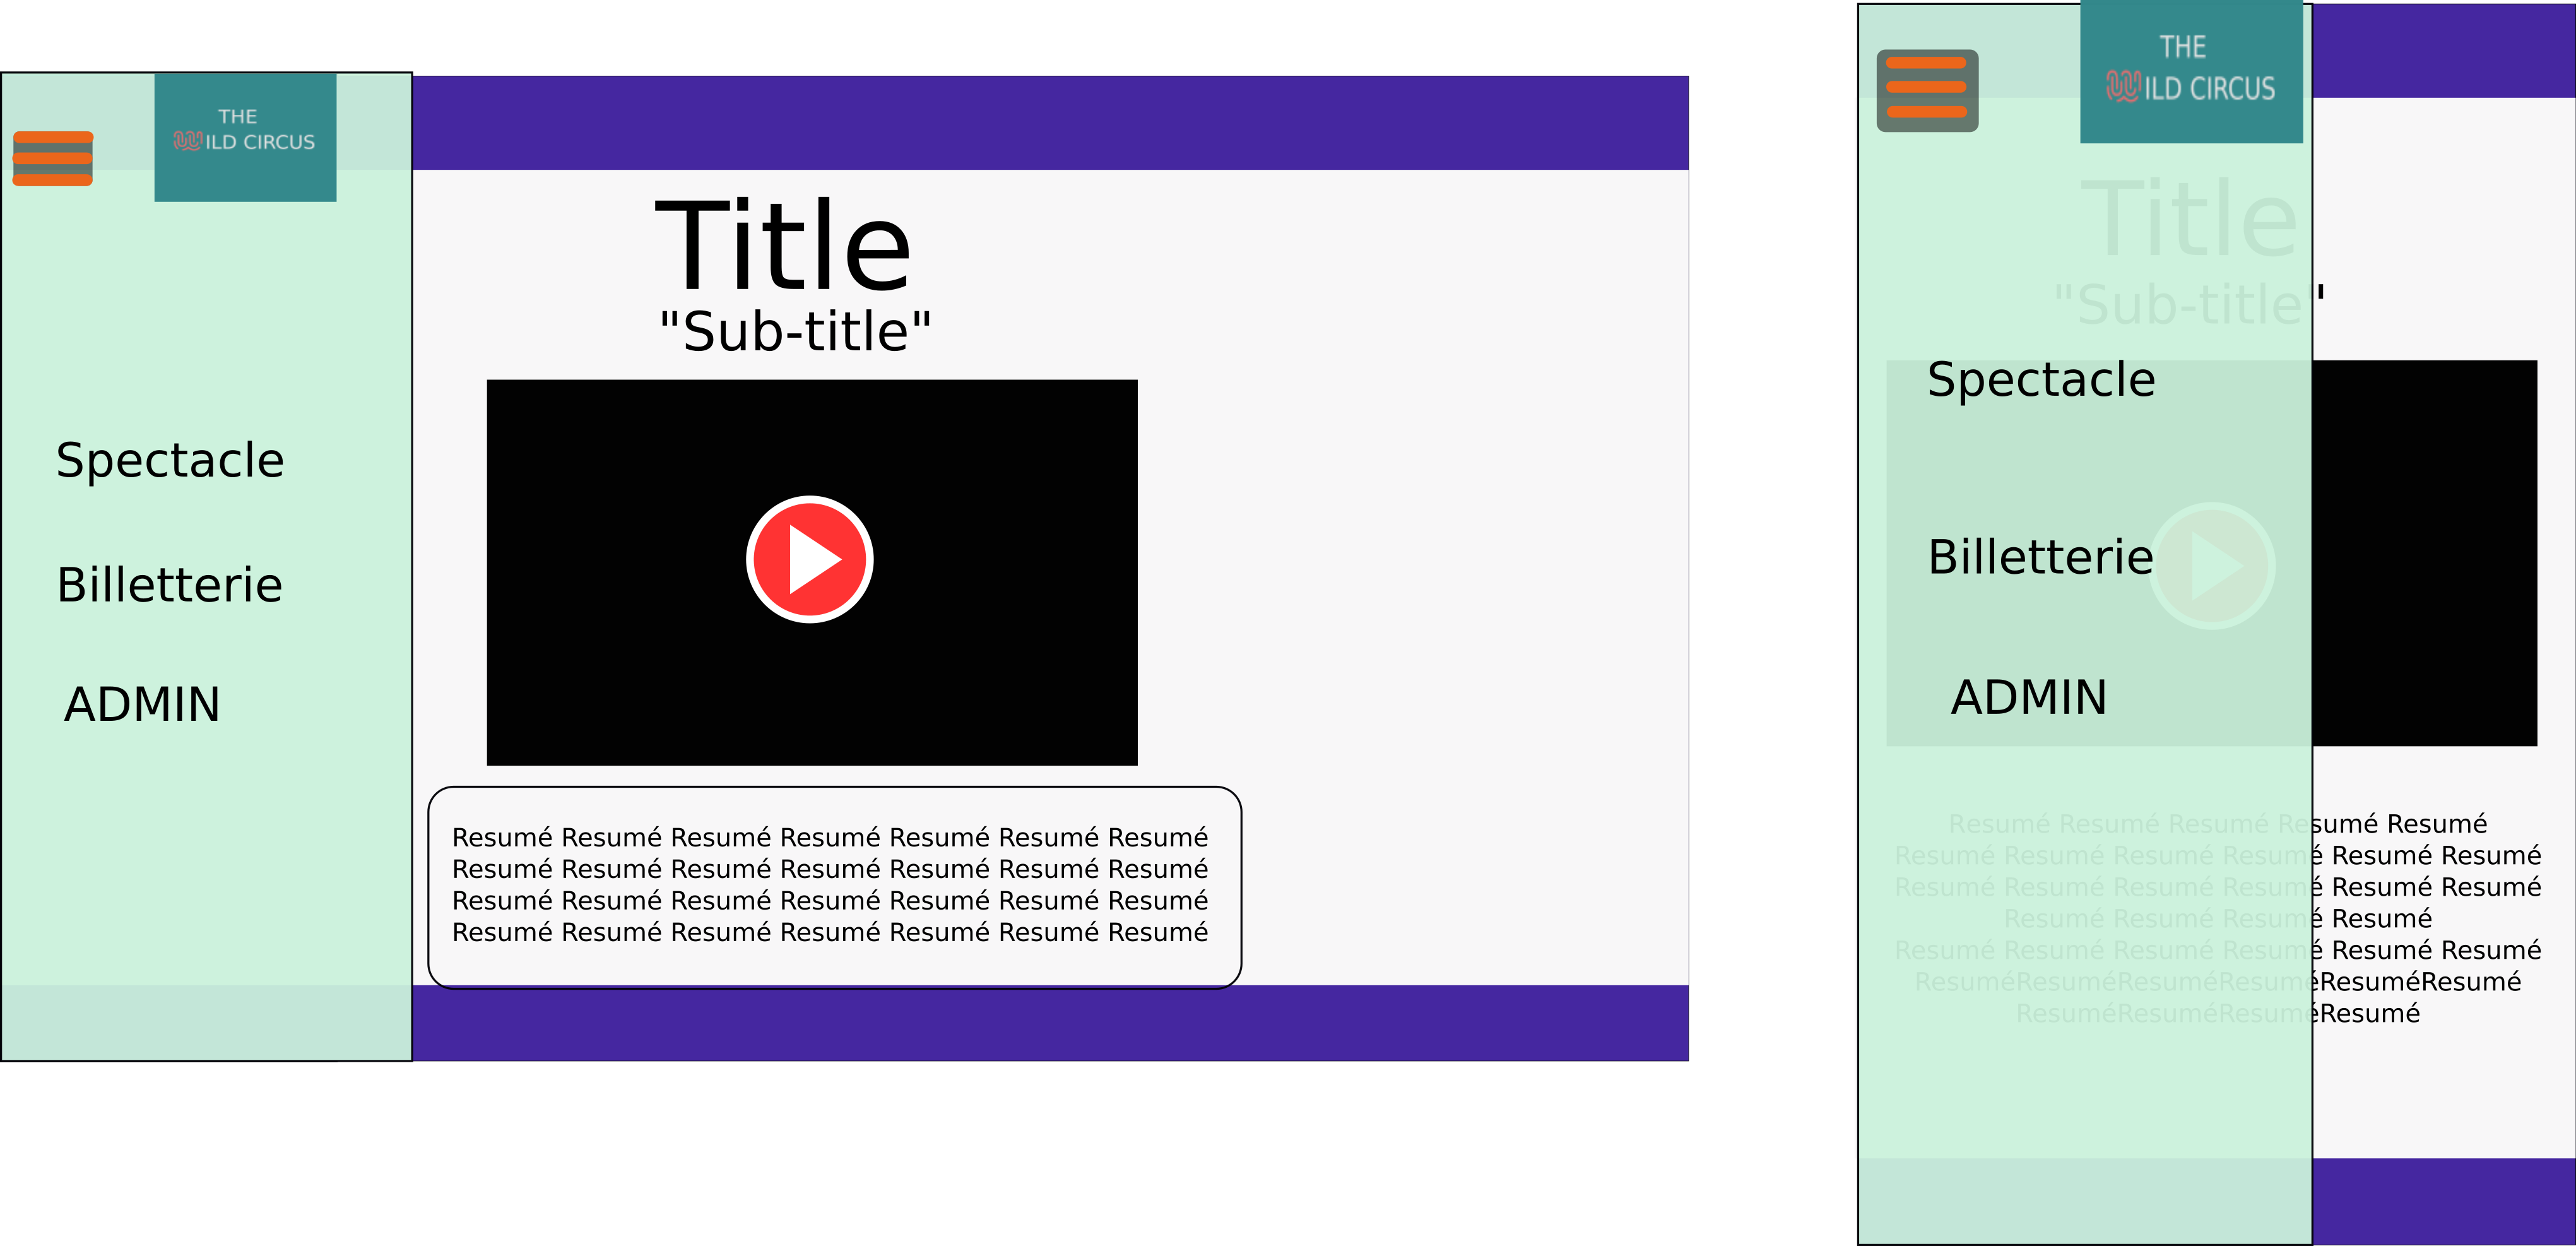 THE
WILD CIRCUS
Spectacle
Billetterie
ADMIN
Title
"Sub-title"
Resumé Resumé Resumé Resumé Resumé Resumé Resumé
Resumé Resumé Resumé Resumé Resumé Resumé Resumé
Resumé Resumé Resumé Resumé Resumé Resumé Resumé
Resumé Resumé Resumé Resumé Resumé Resumé Resumé
THE
WILD CIRCUS
Title
"Sub-title"
Spectacle
Billetterie
ADMIN
Resumé Resumé Resumé Resumé Resumé
Resumé Resumé Resumé Resumé Resumé Resumé
Resumé Resumé Resumé Resumé Resumé Resumé
Resumé Resumé Resumé Resumé
Resumé Resumé Resumé Resumé Resumé Resumé
ResuméResuméResuméResuméResuméResumé
ResuméResuméResuméResumé